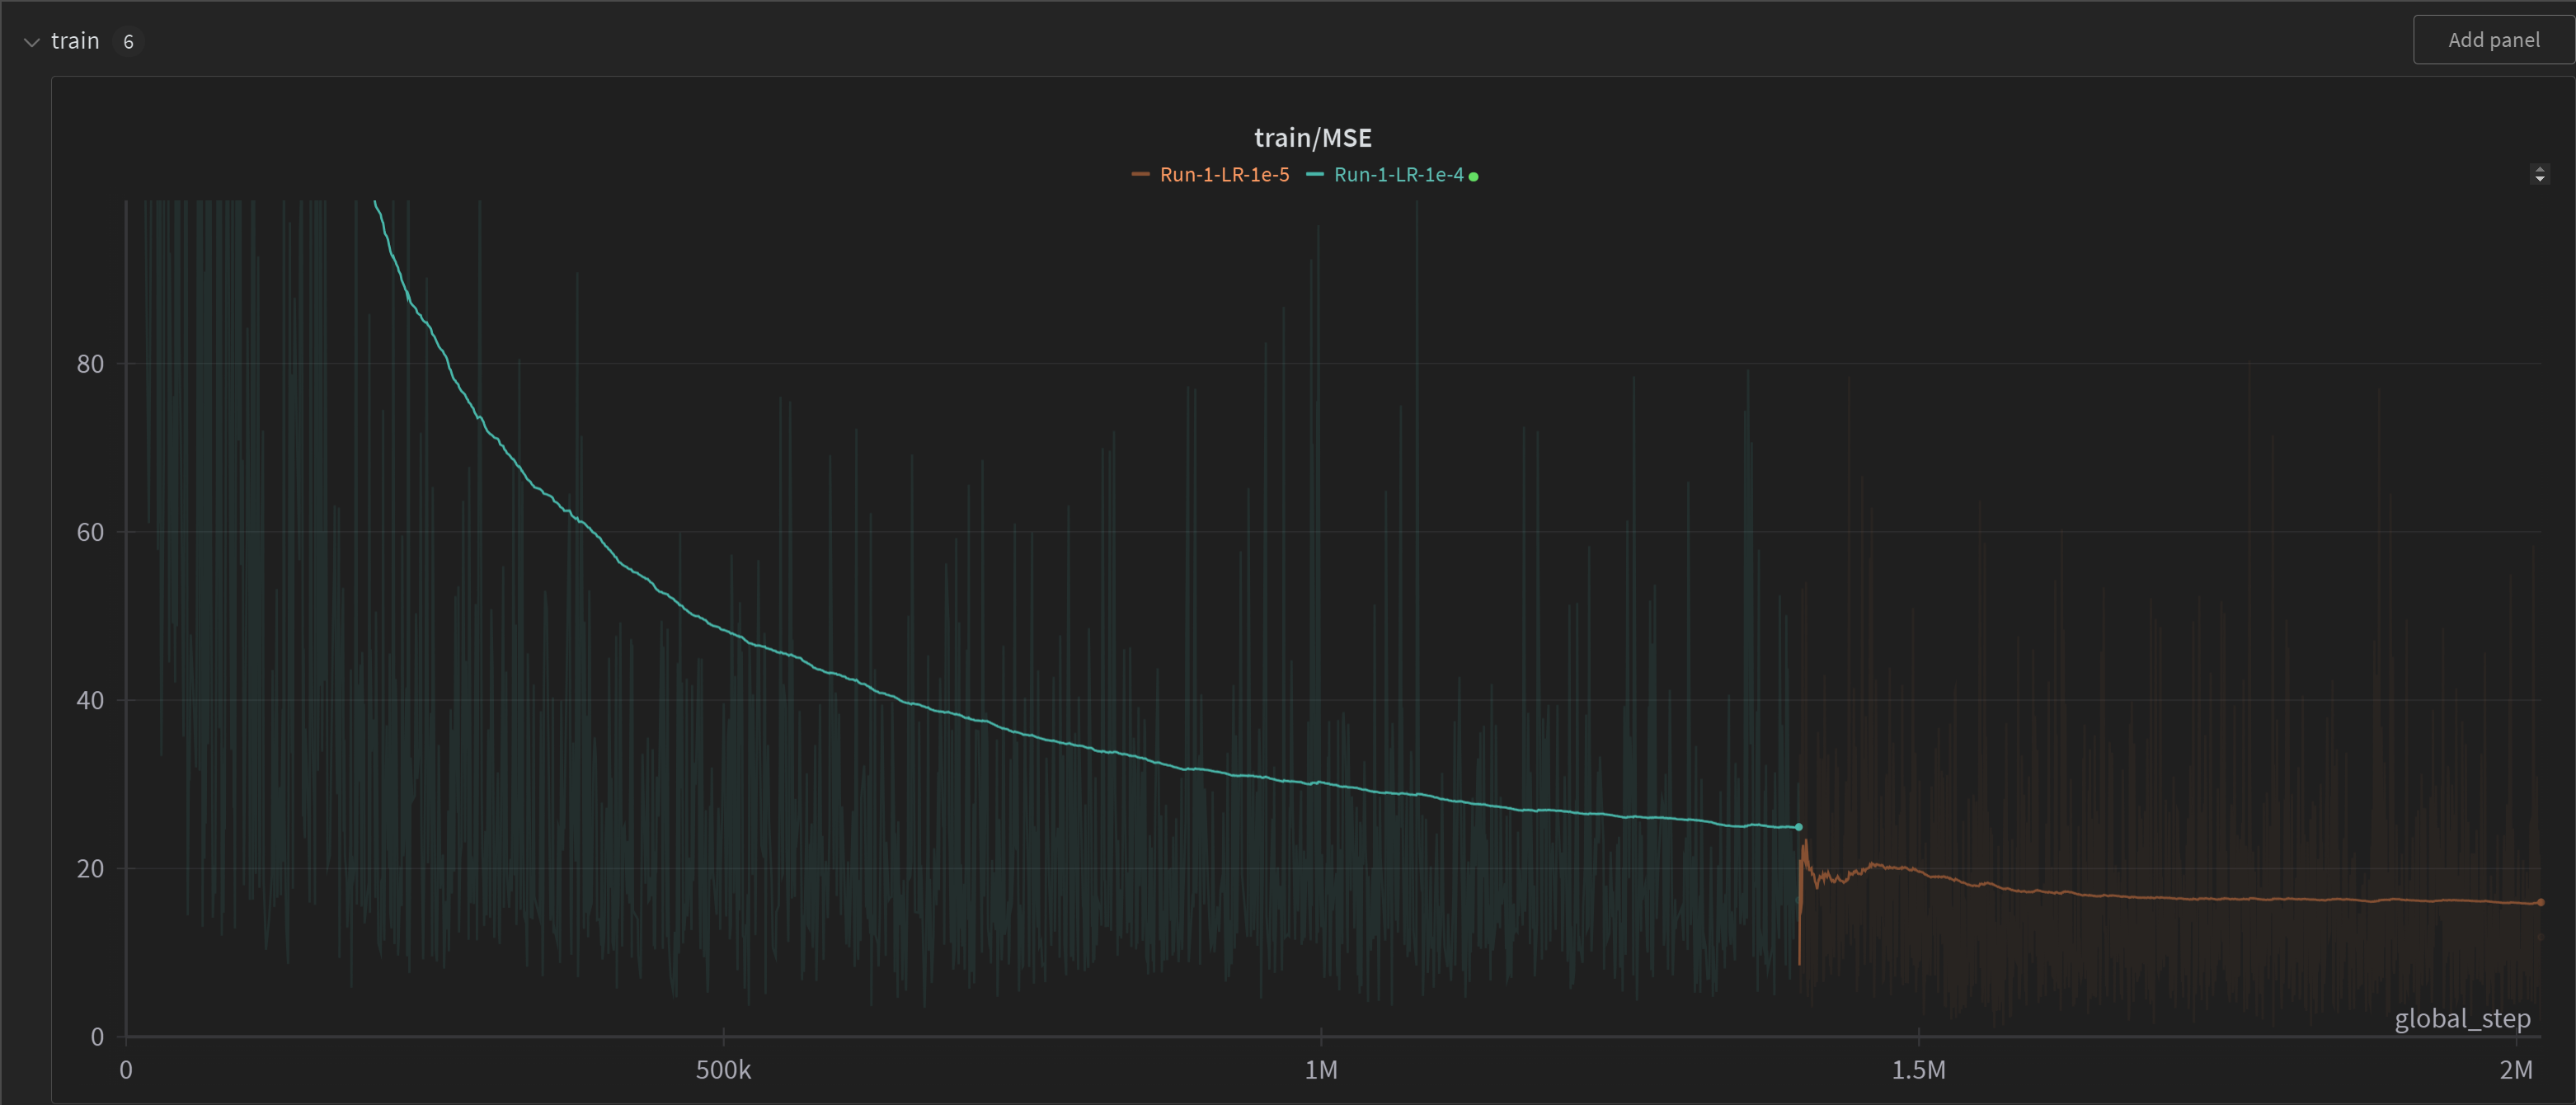 train 6
Add panel
train/MSE
Run-1-LR-1e-5 Run-1-LR-1e-4
80
60
40
20
0
global_step
0 500k 1M 1.5M 2M